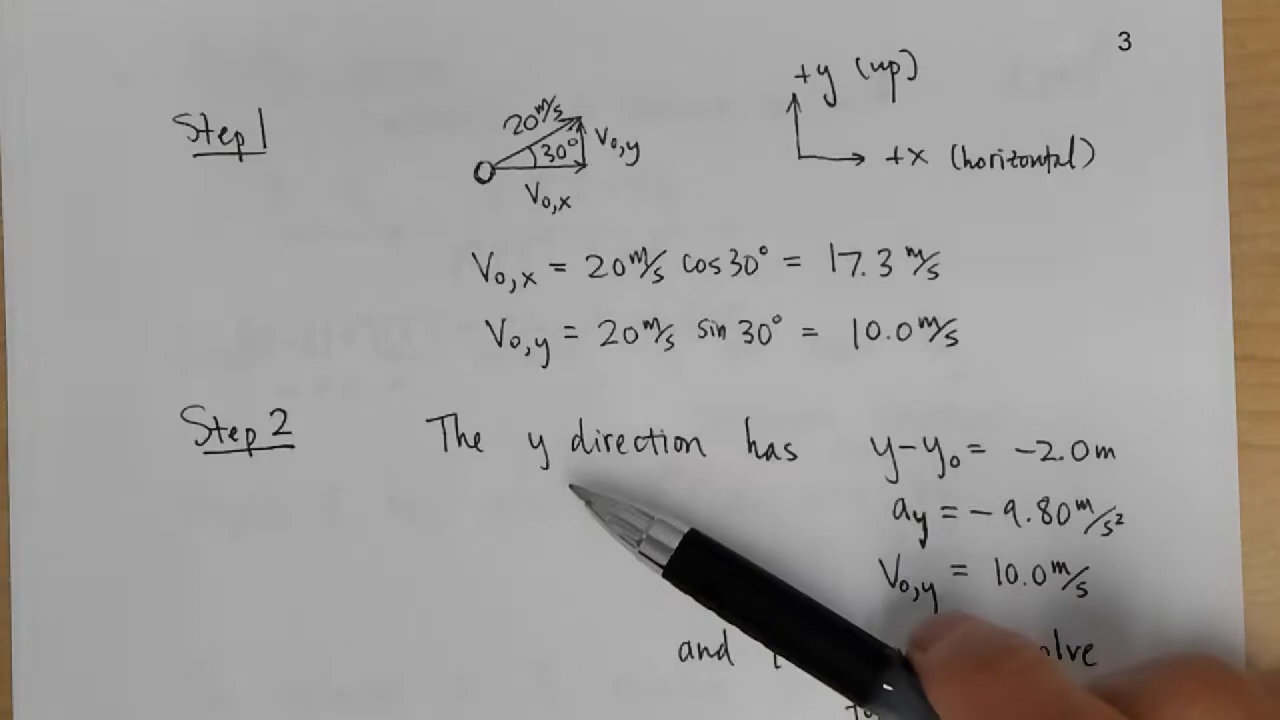 3
Step 1
20 m/s 30° V₀,y
V₀,x
+y (up)
+x (horizontal)
V₀,x = 20 m/s cos 30° = 17.3 m/s
V₀,y = 20 m/s sin 30° = 10.0 m/s
Step 2 The y direction has y-y₀ = -2.0m
ay = -9.80 m/s²
V₀,y = 10.0 m/s
and